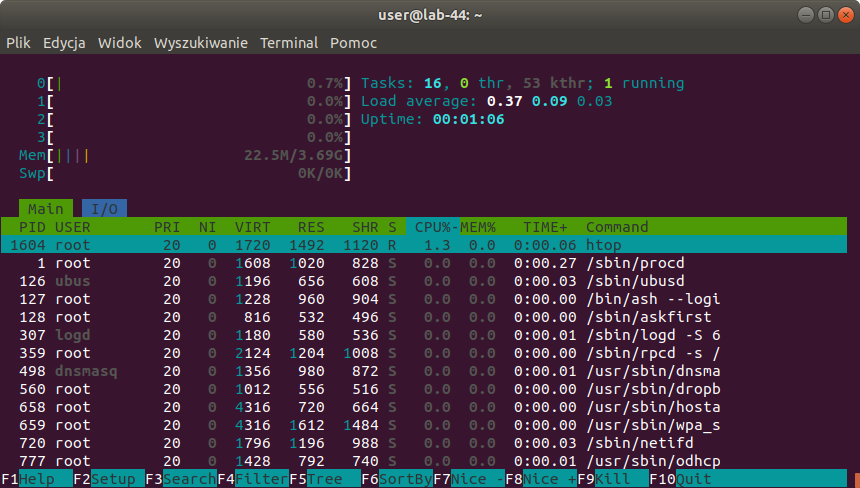 user@lab-44: ~
Plik Edycja Widok Wyszukiwanie Terminal Pomoc
0[| 0.7%] Tasks: 16, 0 thr, 53 kthr; 1 running
1[ 0.0%] Load average: 0.37 0.09 0.03
2[ 0.0%] Uptime: 00:01:06
3[ 0.0%]
Mem[|||| 22.5M/3.69G]
Swp[ 0K/0K]
Main I/O
PID USER PRI NI VIRT RES SHR S CPU%-MEM% TIME+ Command
1604 root 20 0 1720 1492 1120 R 1.3 0.0 0:00.06 htop
1 root 20 0 1608 1020 828 S 0.0 0.0 0:00.27 /sbin/procd
126 ubus 20 0 1196 656 608 S 0.0 0.0 0:00.03 /sbin/ubusd
127 root 20 0 1228 960 904 S 0.0 0.0 0:00.00 /bin/ash --logi
128 root 20 0 816 532 496 S 0.0 0.0 0:00.00 /sbin/askfirst
307 logd 20 0 1180 580 536 S 0.0 0.0 0:00.01 /sbin/logd -S 6
359 root 20 0 2124 1204 1008 S 0.0 0.0 0:00.00 /sbin/rpcd -s /
498 dnsmasq 20 0 1356 980 872 S 0.0 0.0 0:00.01 /usr/sbin/dnsma
560 root 20 0 1012 556 516 S 0.0 0.0 0:00.00 /usr/sbin/dropb
658 root 20 0 4316 720 664 S 0.0 0.0 0:00.00 /usr/sbin/hosta
659 root 20 0 4316 1612 1484 S 0.0 0.0 0:00.00 /usr/sbin/wpa_s
720 root 20 0 1796 1196 988 S 0.0 0.0 0:00.03 /sbin/netifd
777 root 20 0 1428 792 740 S 0.0 0.0 0:00.01 /usr/sbin/odhcp
F1Help F2Setup F3SearchF4FilterF5Tree F6SortByF7Nice -F8Nice +F9Kill F10Quit